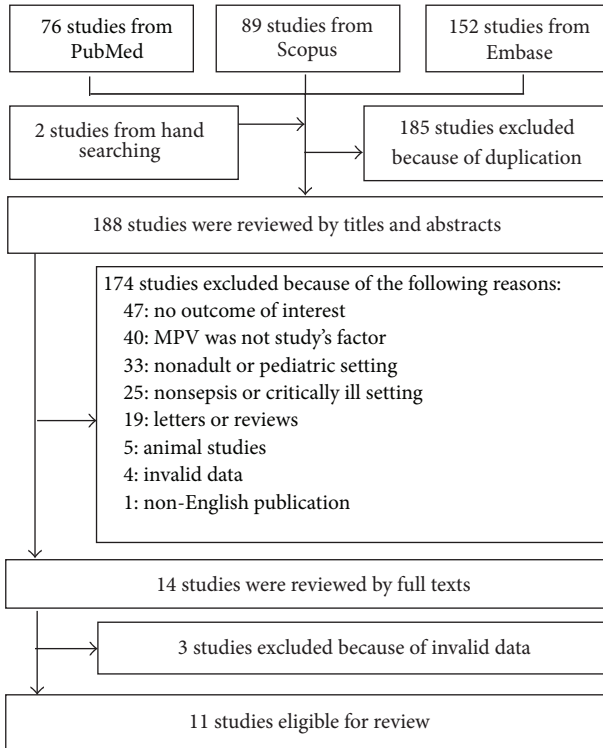 76 studies from
PubMed
89 studies from
Scopus
152 studies from
Embase
2 studies from hand
searching
185 studies excluded
because of duplication
188 studies were reviewed by titles and abstracts
174 studies excluded because of the following reasons:
47: no outcome of interest
40: MPV was not study's factor
33: nonadult or pediatric setting
25: nonsepsis or critically ill setting
19: letters or reviews
5: animal studies
4: invalid data
1: non-English publication
14 studies were reviewed by full texts
3 studies excluded because of invalid data
11 studies eligible for review